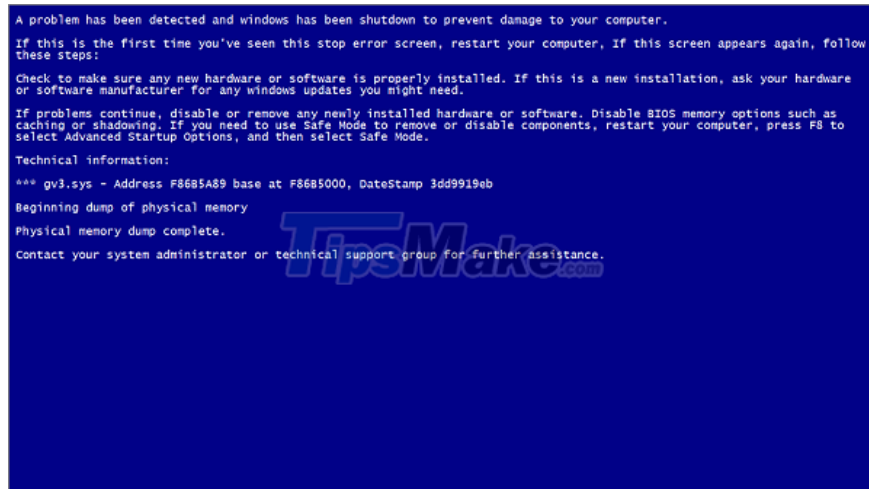 A problem has been detected and windows has been shutdown to prevent damage to your computer.
If this is the first time you've seen this stop error screen, restart your computer, If this screen appears again, follow
these steps:
Check to make sure any new hardware or software is properly installed. If this is a new installation, ask your hardware
or software manufacturer for any windows updates you might need.
If problems continue, disable or remove any newly installed hardware or software. Disable BIOS memory options such as
caching or shadowing. If you need to use Safe Mode to remove or disable components, restart your computer, press F8 to
select Advanced Startup Options, and then select Safe Mode.
Technical information:
*** gv3.sys - Address F86B5A89 base at F86B5000, DateStamp 3dd9919eb
Beginning dump of physical memory
Physical memory dump complete.
Contact your system administrator or technical support group for further assistance.
TipsMake.com